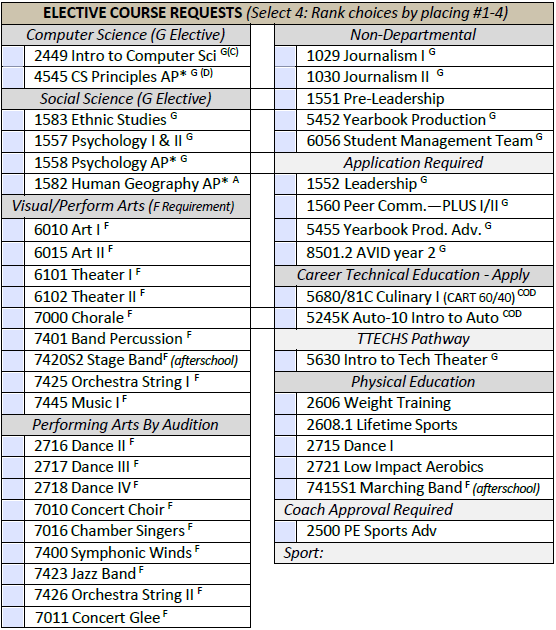 ELECTIVE COURSE REQUESTS (Select 4: Rank choices by placing #1-4)
Computer Science (G Elective)
2449 Intro to Computer Sci G(C)
4545 CS Principles AP* G (D)
Social Science (G Elective)
1583 Ethnic Studies G
1557 Psychology I & II G
1558 Psychology AP* G
1582 Human Geography AP* A
Visual/Perform Arts (F Requirement)
6010 Art I F
6015 Art II F
6101 Theater I F
6102 Theater II F
7000 Chorale F
7401 Band Percussion F
7420S2 Stage Band F (afterschool)
7425 Orchestra String I F
7445 Music I F
Performing Arts By Audition
2716 Dance II F
2717 Dance III F
2718 Dance IV F
7010 Concert Choir F
7016 Chamber Singers F
7400 Symphonic Winds F
7423 Jazz Band F
7426 Orchestra String II F
7011 Concert Glee F
Non-Departmental
1029 Journalism I G
1030 Journalism II G
1551 Pre-Leadership
5452 Yearbook Production G
6056 Student Management Team G
Application Required
1552 Leadership G
1560 Peer Comm.—PLUS I/II G
5455 Yearbook Prod. Adv. G
8501.2 AVID year 2 G
Career Technical Education - Apply
5680/81C Culinary I (CART 60/40) COD
5245K Auto-10 Intro to Auto COD
TTECHS Pathway
5630 Intro to Tech Theater G
Physical Education
2606 Weight Training
2608.1 Lifetime Sports
2715 Dance I
2721 Low Impact Aerobics
7415S1 Marching Band F (afterschool)
Coach Approval Required
2500 PE Sports Adv
Sport: